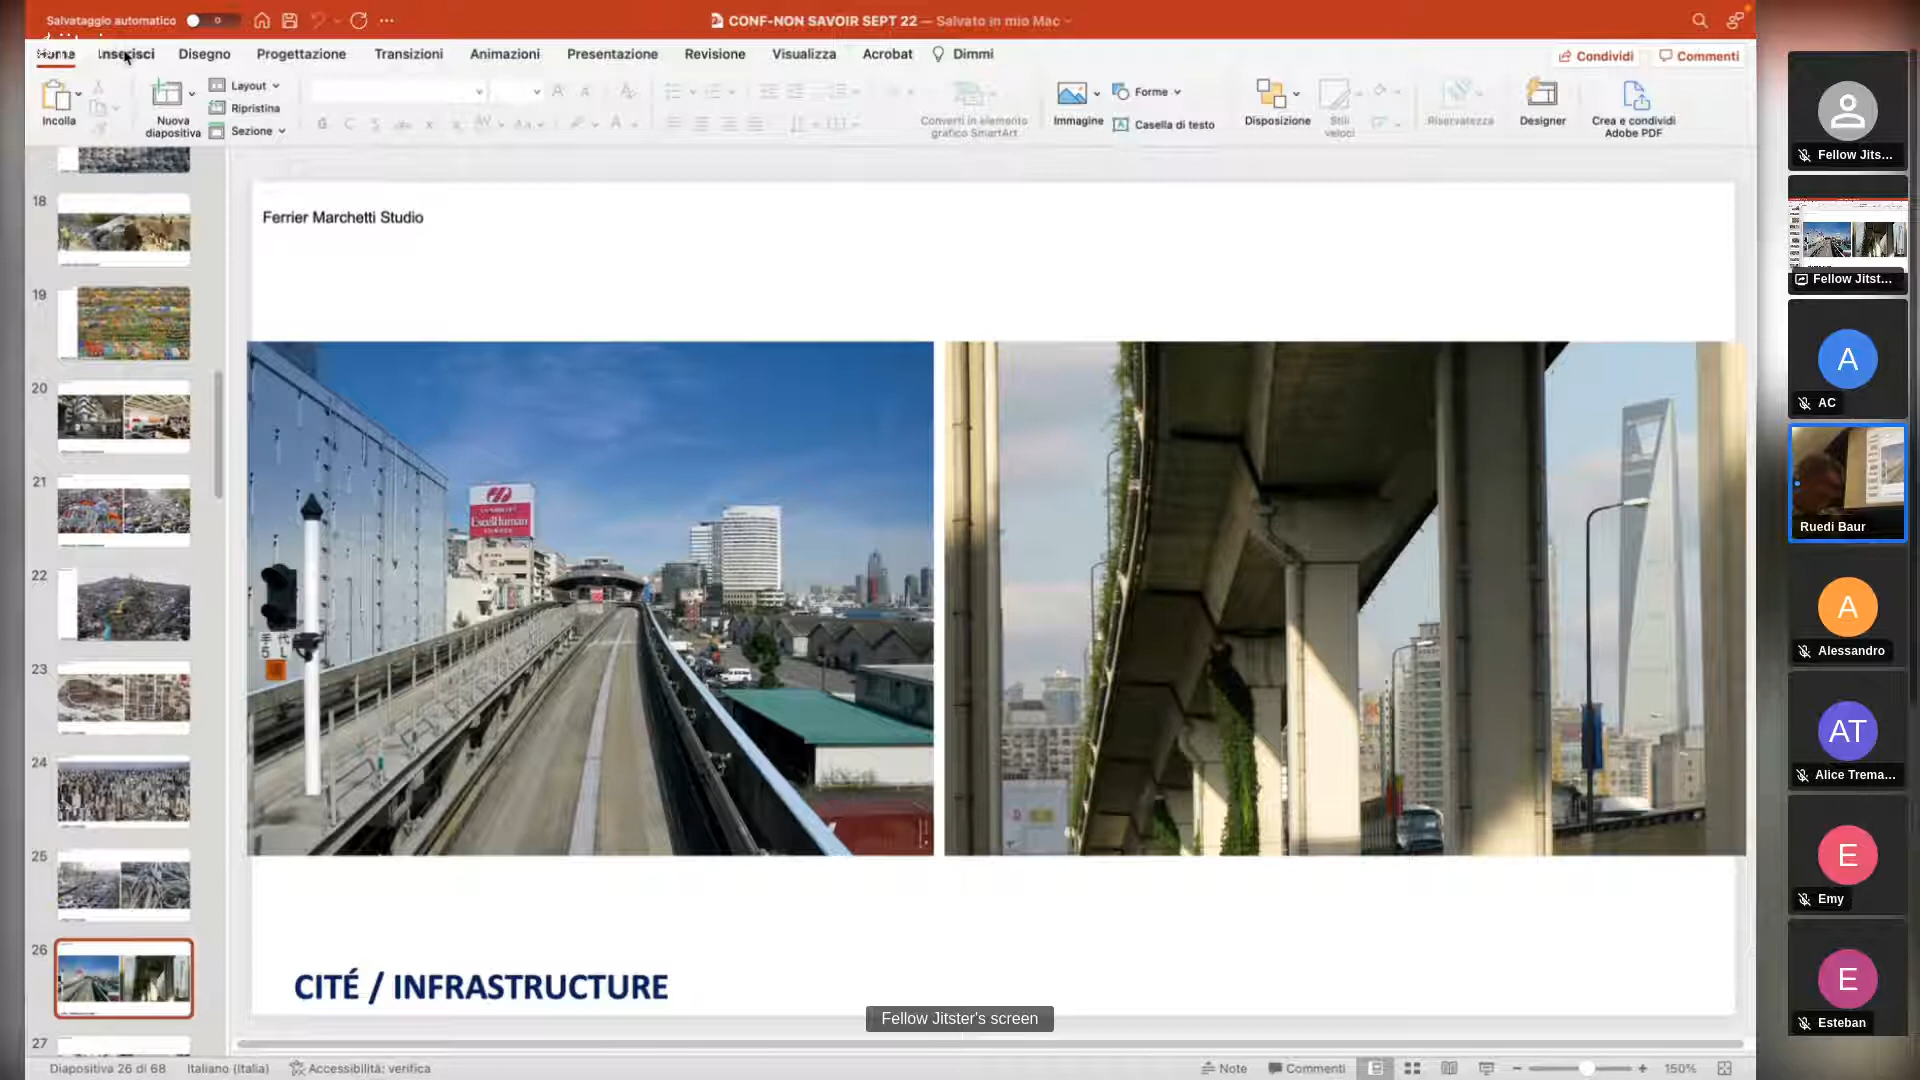 Salvataggio automatico
CONF-NON SAVOIR SEPT 22 — Salvato in mio Mac
Home Inserisci Disegno Progettazione Transizioni Animazioni Presentazione Revisione Visualizza Acrobat Dimmi
Condividi Commenti
Incolla
Nuova diapositiva
Layout
Ripristina
Sezione
Converti in elemento grafico SmartArt
Immagine
Forme
Casella di testo
Disposizione
Stili veloci
Riservatezza
Designer
Crea e condividi Adobe PDF
18
19
20
21
22
23
24
25
26
27
Ferrier Marchetti Studio
CITÉ / INFRASTRUCTURE
Fellow Jitster's screen
Diapositiva 26 di 68 Italiano (Italia) Accessibilità: verifica
Note Commenti 150%
Fellow Jits...
Fellow Jitst...
A
AC
Ruedi Baur
A
Alessandro
AT
Alice Trema...
E
Emy
E
Esteban